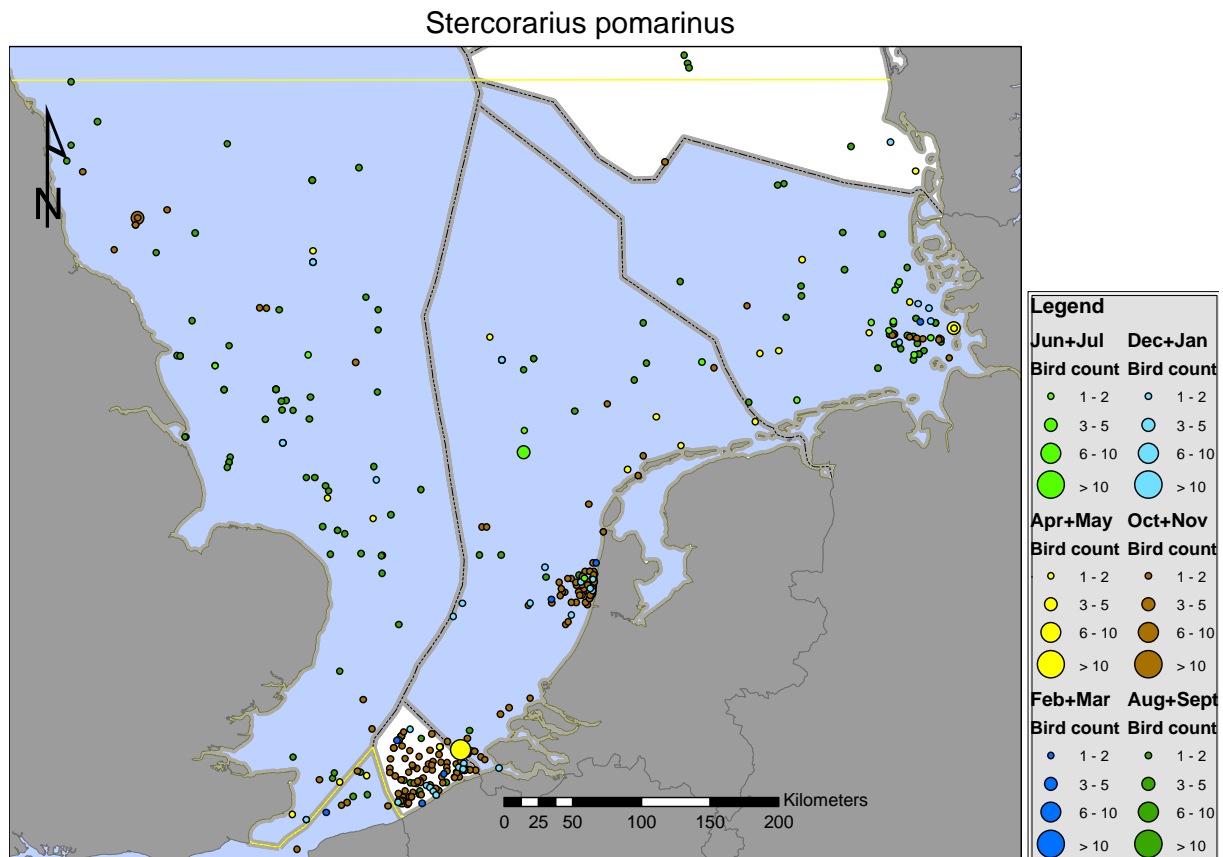 Stercorarius pomarinus
N
Kilometers
0 25 50 100 150 200
Legend
Jun+Jul Dec+Jan
Bird count Bird count
1 - 2 1 - 2
3 - 5 3 - 5
6 - 10 6 - 10
> 10 > 10
Apr+May Oct+Nov
Bird count Bird count
1 - 2 1 - 2
3 - 5 3 - 5
6 - 10 6 - 10
> 10 > 10
Feb+Mar Aug+Sept
Bird count Bird count
1 - 2 1 - 2
3 - 5 3 - 5
6 - 10 6 - 10
> 10 > 10